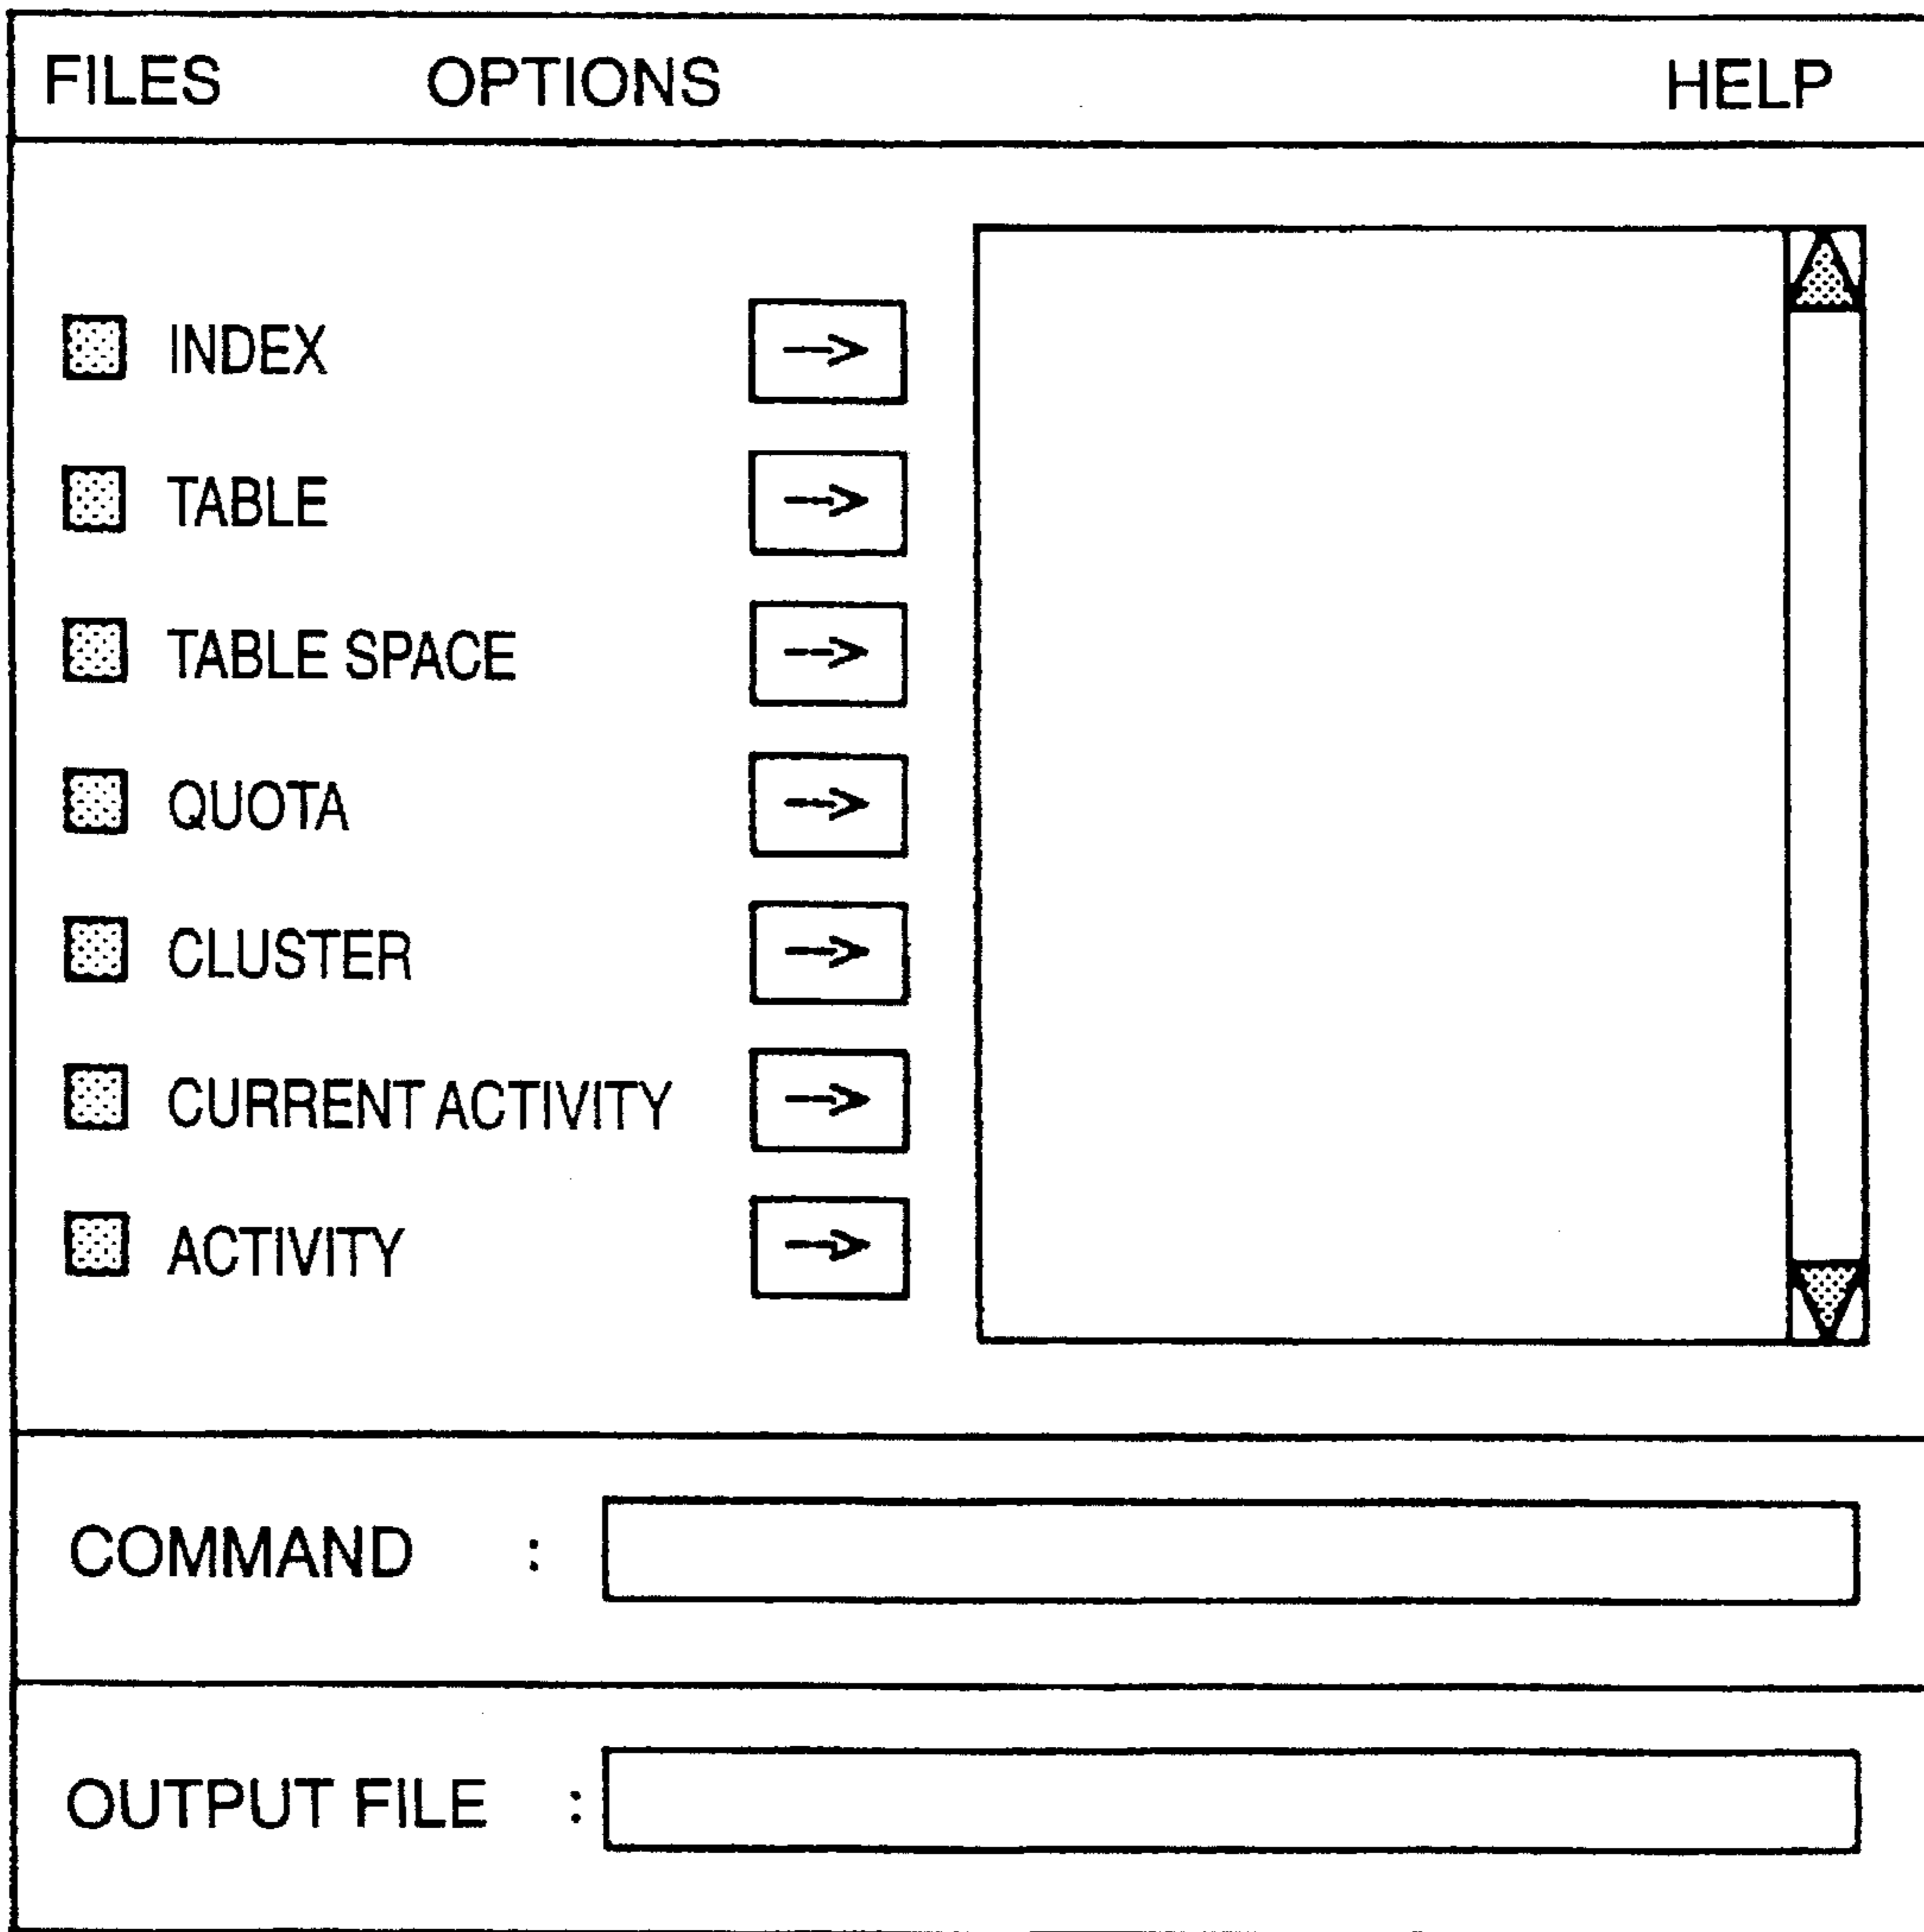 FILES OPTIONS HELP
INDEX
TABLE
TABLE SPACE
QUOTA
CLUSTER
CURRENT ACTIVITY
ACTIVITY
COMMAND :
OUTPUT FILE :